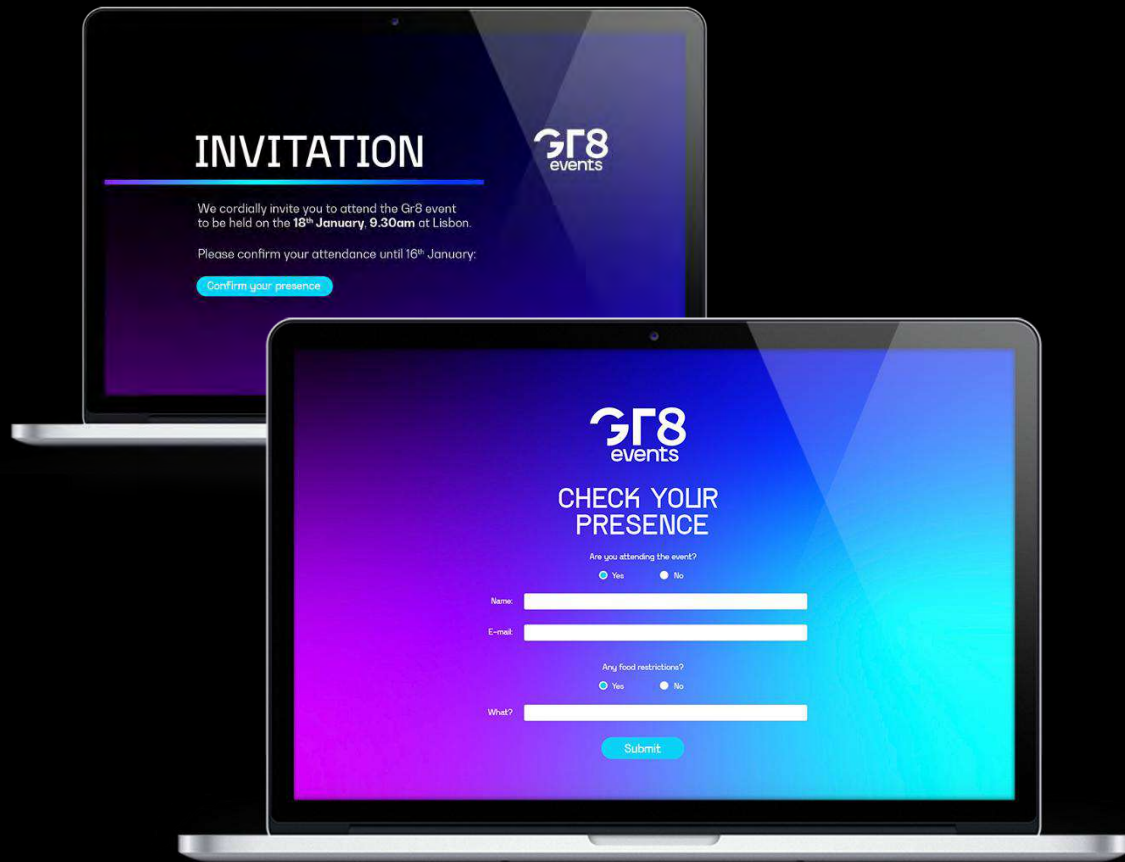 INVITATION
Gr8
events
We cordially invite you to attend the Gr8 event
to be held on the 18th January, 9.30am at Lisbon.
Please confirm your attendance until 16th January:
Confirm your presence
Gr8
events
CHECK YOUR
PRESENCE
Are you attending the event?
Yes No
Name:
E-mail:
Any food restrictions?
Yes No
What?
Submit